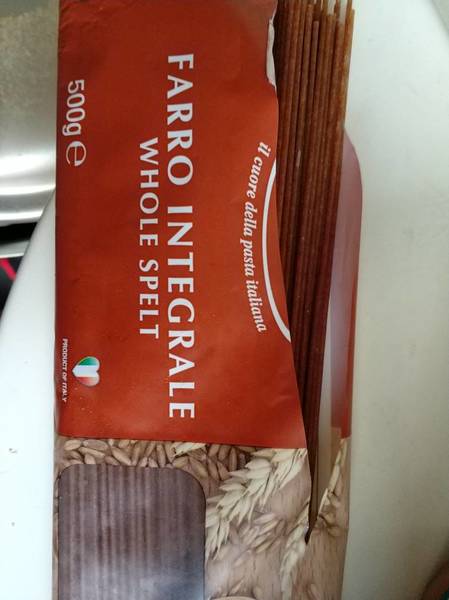 il cuore della pasta italiana
FARRO INTEGRALE
WHOLE SPELT
500g ℮
PRODUCT OF ITALY